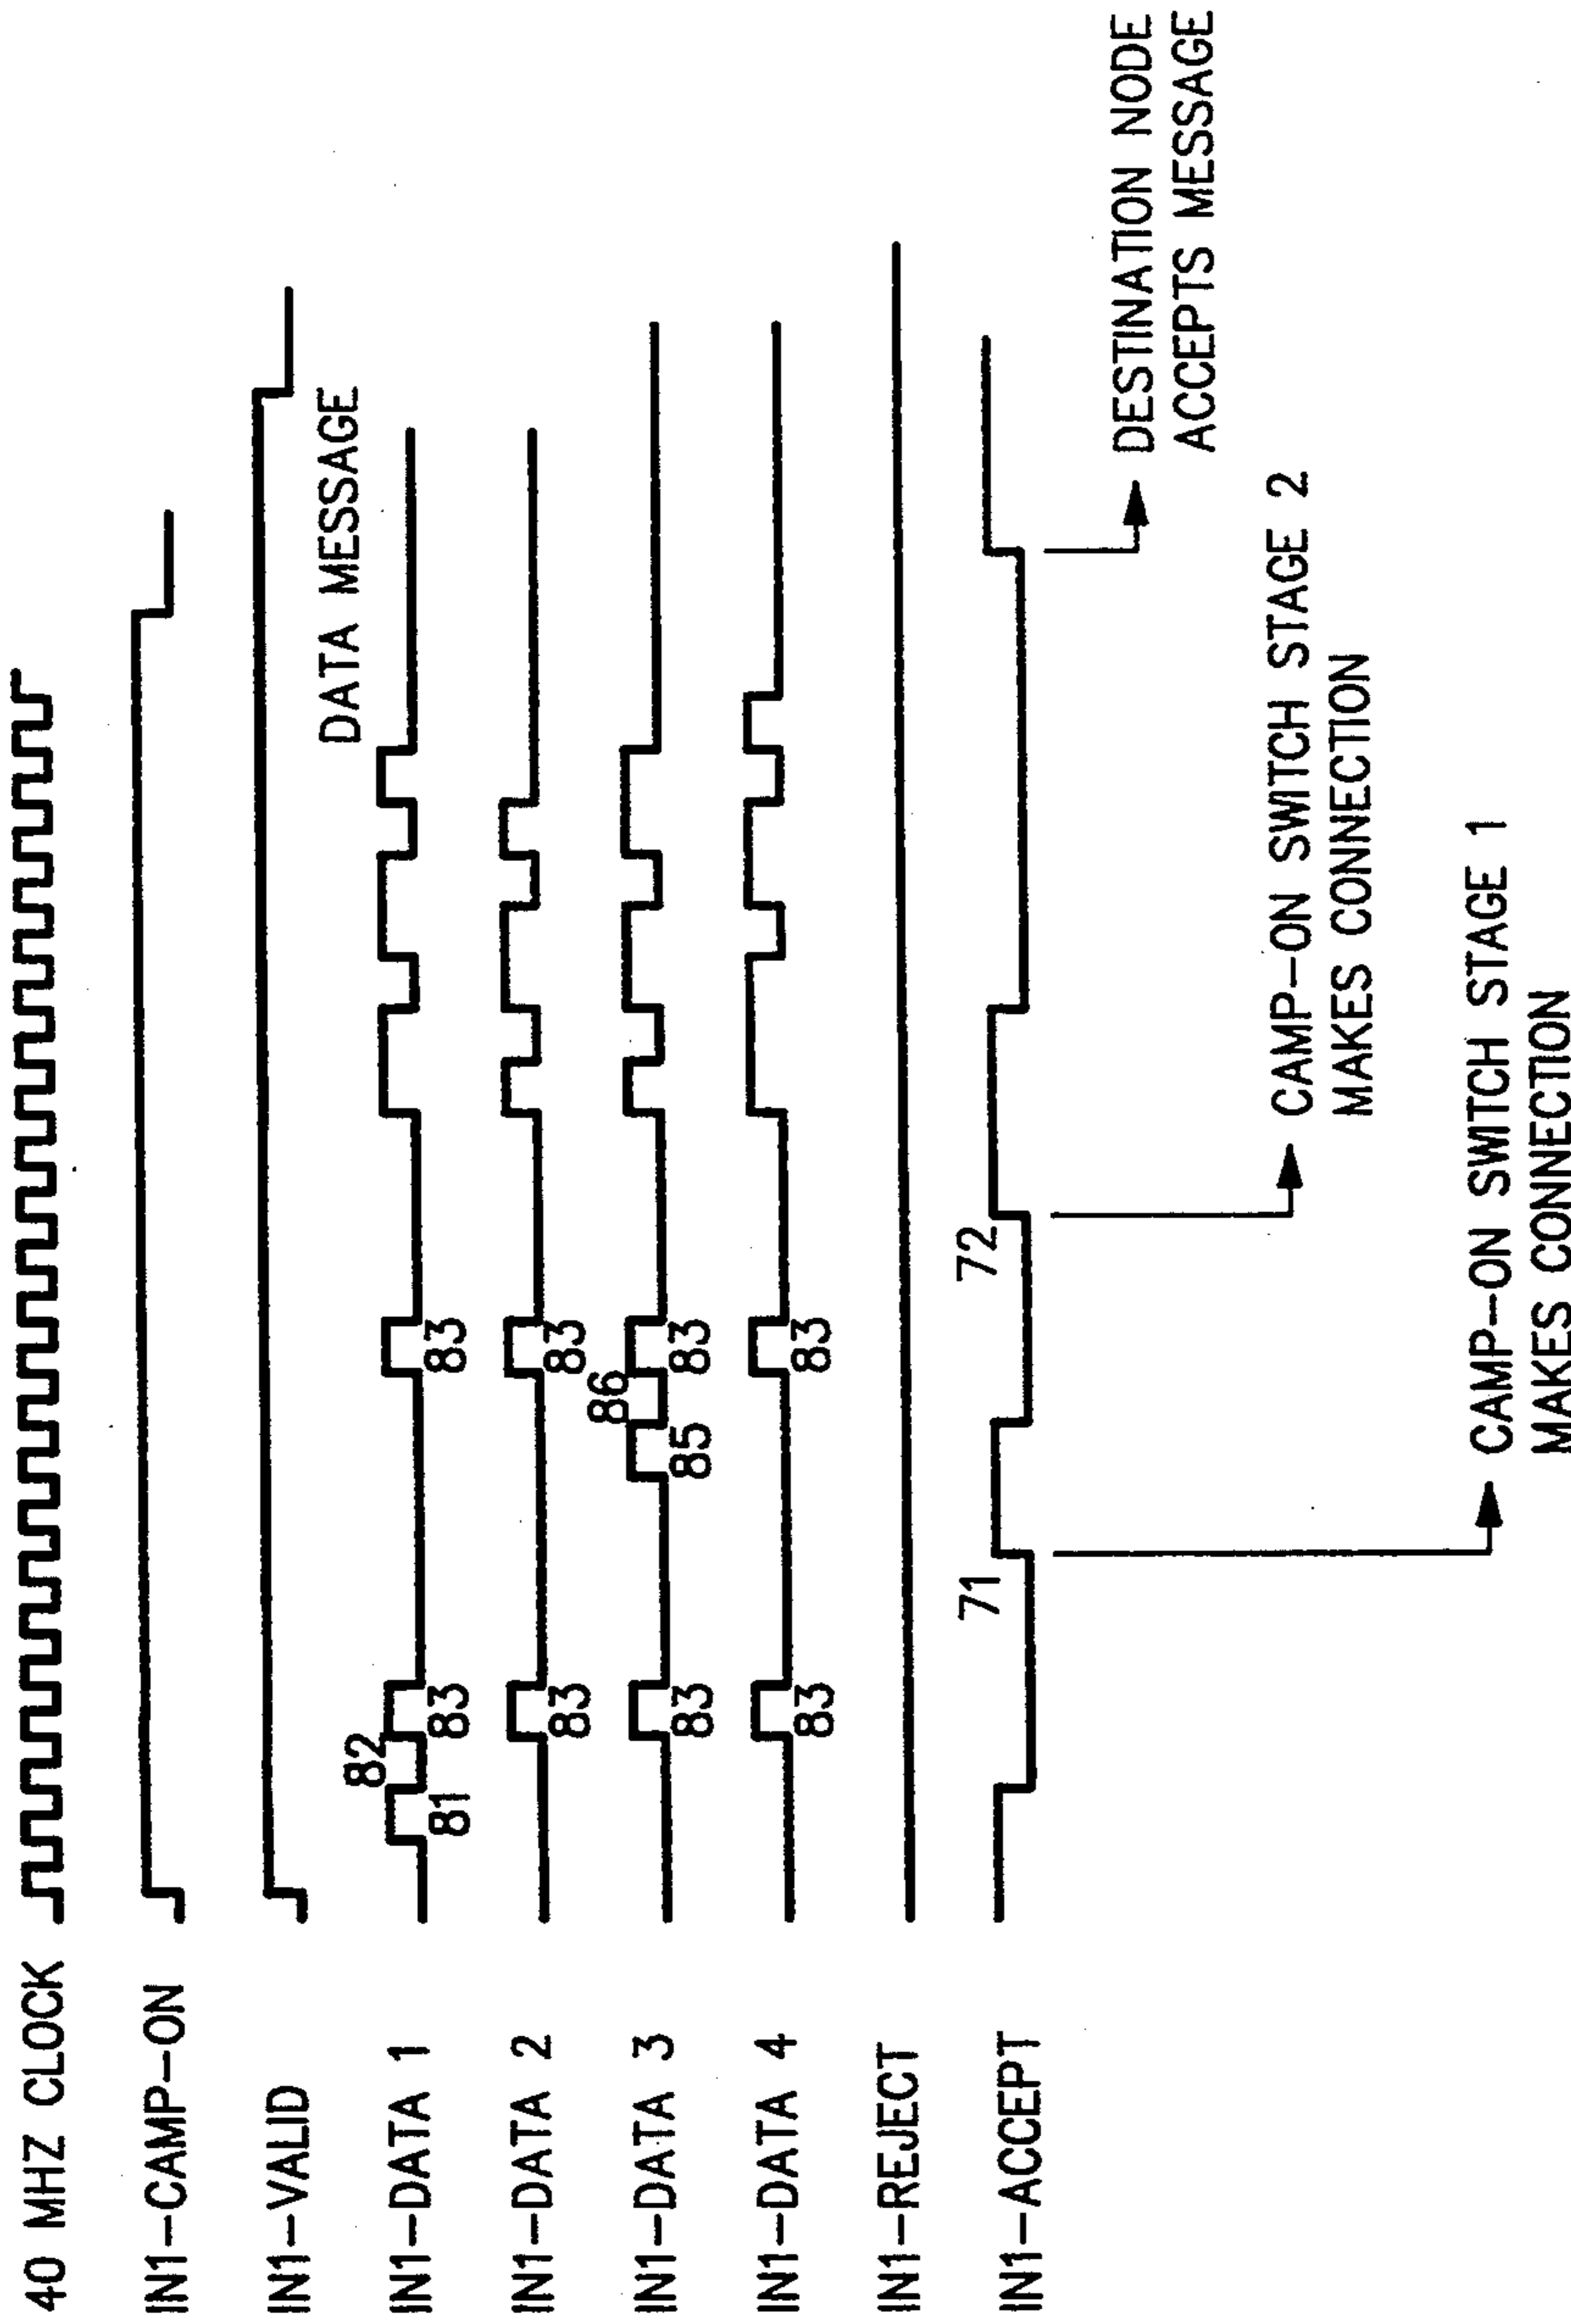 40 MHZ CLOCK
IN1-CAMP-ON
IN1-VALID
DATA MESSAGE
IN1-DATA 1
81
82
83
83
IN1-DATA 2
83
83
IN1-DATA 3
83
85
86
83
IN1-DATA 4
83
83
IN1-REJECT
IN1-ACCEPT
71
72
DESTINATION NODE
ACCEPTS MESSAGE
CAMP-ON SWITCH STAGE 2
MAKES CONNECTION
CAMP-ON SWITCH STAGE 1
MAKES CONNECTION